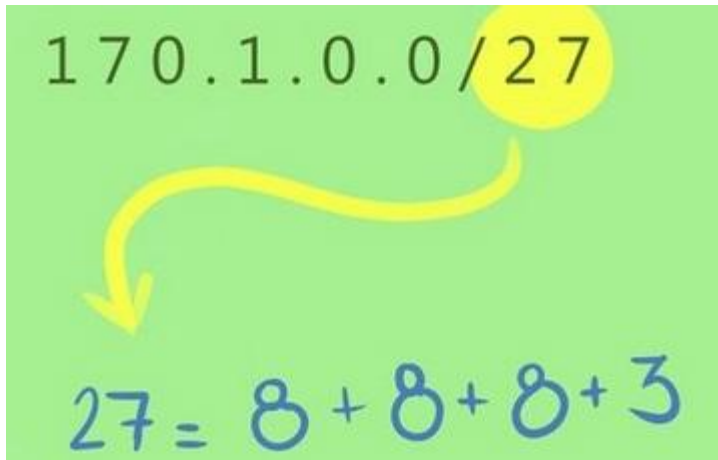 170.1.0.0/27
27 = 8 + 8 + 8 + 3